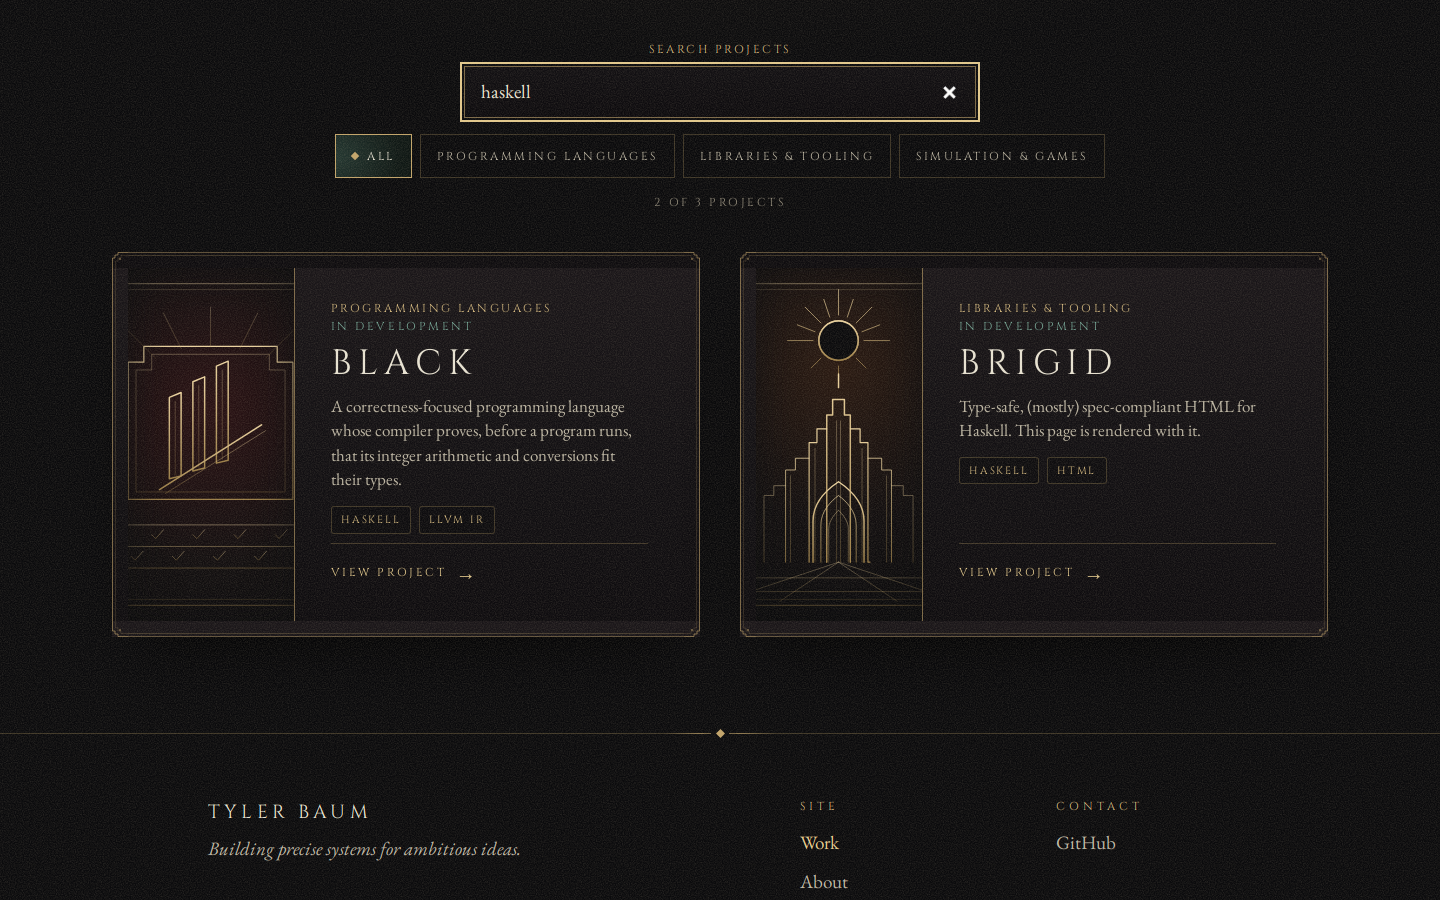 SEARCH PROJECTS
haskell
ALL
PROGRAMMING LANGUAGES
LIBRARIES & TOOLING
SIMULATION & GAMES
2 OF 3 PROJECTS
PROGRAMMING LANGUAGES
IN DEVELOPMENT
BLACK
A correctness-focused programming language
whose compiler proves, before a program runs,
that its integer arithmetic and conversions fit
their types.
HASKELL
LLVM IR
VIEW PROJECT →
LIBRARIES & TOOLING
IN DEVELOPMENT
BRIGID
Type-safe, (mostly) spec-compliant HTML for
Haskell. This page is rendered with it.
HASKELL
HTML
VIEW PROJECT →
TYLER BAUM
Building precise systems for ambitious ideas.
SITE
Work
About
CONTACT
GitHub